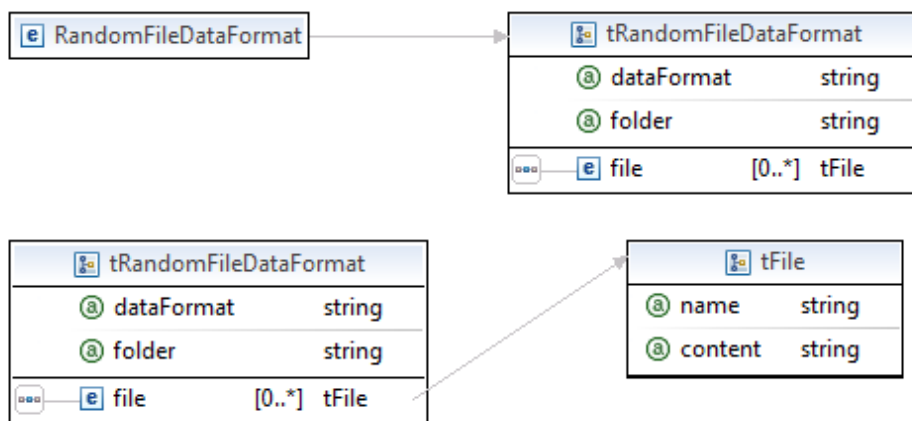 RandomFileDataFormat
tRandomFileDataFormat
dataFormat string
folder string
file [0..*] tFile
tRandomFileDataFormat
dataFormat string
folder string
file [0..*] tFile
tFile
name string
content string